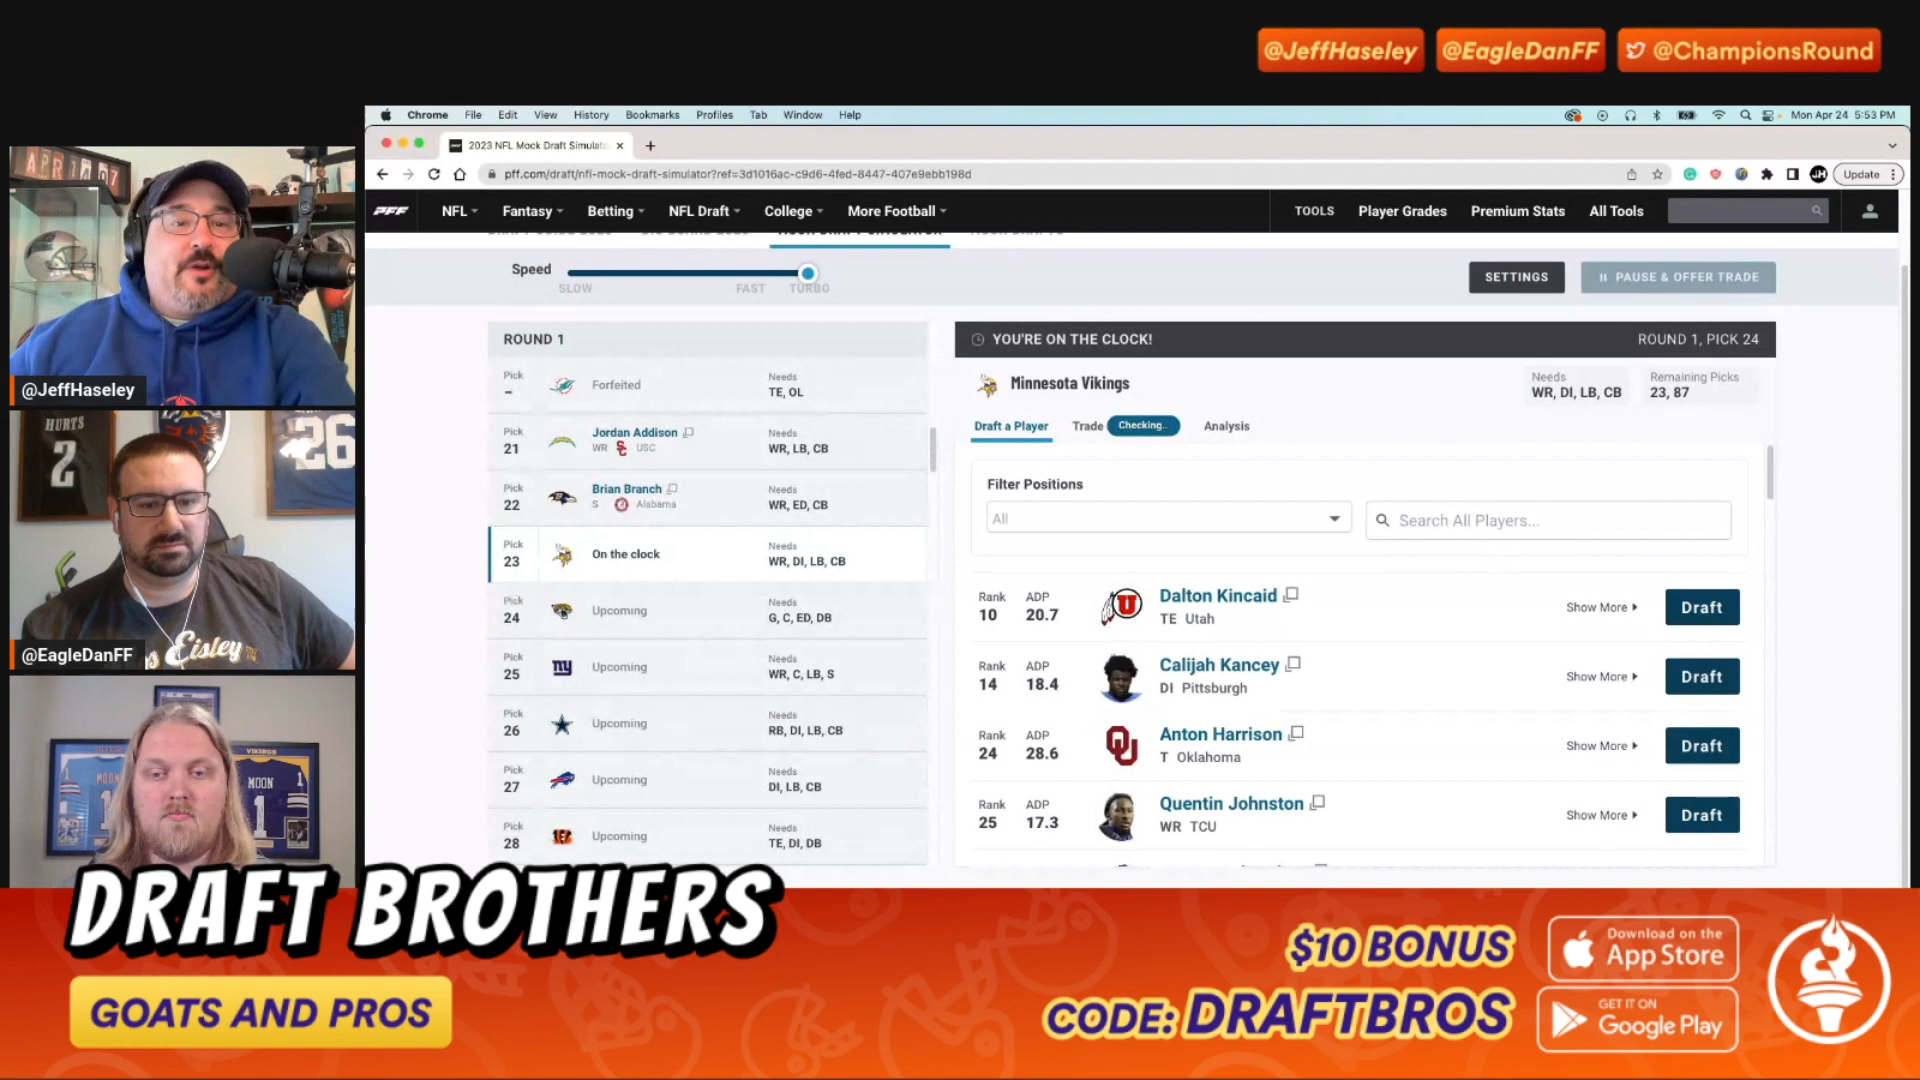 @JeffHaseley
@EagleDanFF
@ChampionsRound
Chrome File Edit View History Bookmarks Profiles Tab Window Help
Mon Apr 24 5:53 PM
2023 NFL Mock Draft Simulato
pff.com/draft/nfl-mock-draft-simulator?ref=3d1016ac-c9d6-4fed-8447-407e9ebb198d
JH
Update
PFF
NFL Fantasy Betting NFL Draft College More Football
TOOLS Player Grades Premium Stats All Tools
Speed
SLOW FAST TURBO
SETTINGS
PAUSE & OFFER TRADE
ROUND 1
Pick
–
Forfeited
Needs
TE, OL
Pick
21
Jordan Addison
WR SC USC
Needs
WR, LB, CB
Pick
22
Brian Branch
S Alabama
Needs
WR, ED, CB
Pick
23
On the clock
Needs
WR, DI, LB, CB
Pick
24
Upcoming
Needs
G, C, ED, DB
Pick
25
ny
Upcoming
Needs
WR, C, LB, S
Pick
26
Upcoming
Needs
RB, DI, LB, CB
Pick
27
Upcoming
Needs
DI, LB, CB
Pick
28
Upcoming
Needs
TE, DI, DB
YOU'RE ON THE CLOCK!
ROUND 1, PICK 24
Minnesota Vikings
Needs
WR, DI, LB, CB
Remaining Picks
23, 87
Draft a Player Trade Checking.. Analysis
Filter Positions
All
Search All Players...
Rank
10
ADP
20.7
U
Dalton Kincaid
TE Utah
Show More
Draft
Rank
14
ADP
18.4
Calijah Kancey
DI Pittsburgh
Show More
Draft
Rank
24
ADP
28.6
OU
Anton Harrison
T Oklahoma
Show More
Draft
Rank
25
ADP
17.3
Quentin Johnston
WR TCU
Show More
Draft
@JeffHaseley
HURTS
2
26
Eisley
@EagleDanFF
MOON
1
VIKINGS
MOON
1
DRAFT BROTHERS
GOATS AND PROS
$10 BONUS
CODE: DRAFTBROS
Download on the
App Store
GET IT ON
Google Play